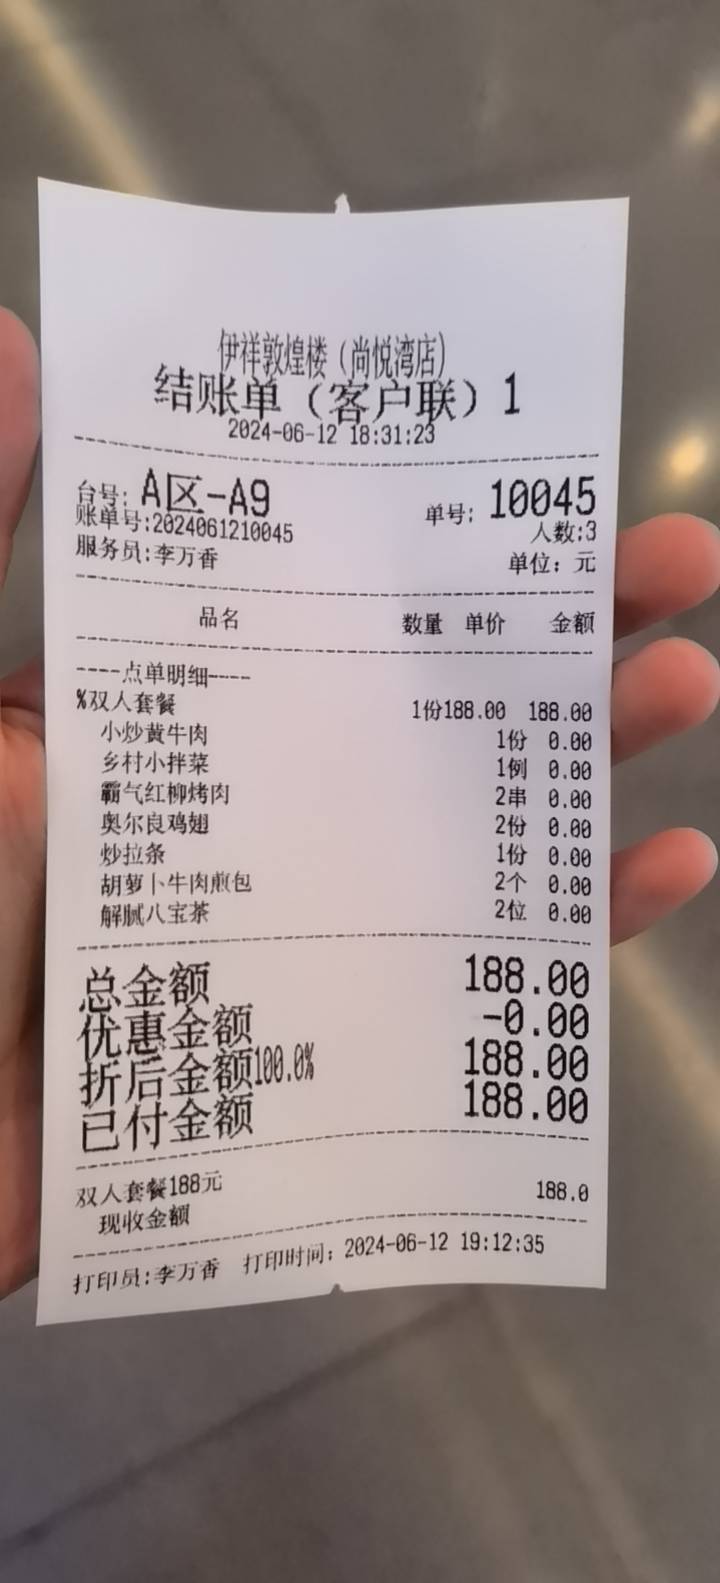 伊祥敦煌楼（尚悦湾店）
结账单（客户联）1
2024-06-12 18:31:23
台号: A区-A9 单号: 10045
账单号:2024061210045 人数:3
服务员:李万香 单位: 元
品名 数量 单价 金额
----点单明细----
%双人套餐 1份188.00 188.00
小炒黄牛肉 1份 0.00
乡村小拌菜 1例 0.00
霸气红柳烤肉 2串 0.00
奥尔良鸡翅 2份 0.00
炒拉条 1份 0.00
胡萝卜牛肉煎包 2个 0.00
解腻八宝茶 2位 0.00
总金额 188.00
优惠金额 -0.00
折后金额100.0% 188.00
已付金额 188.00
双人套餐188元 188.0
现收金额
打印员:李万香 打印时间: 2024-06-12 19:12:35